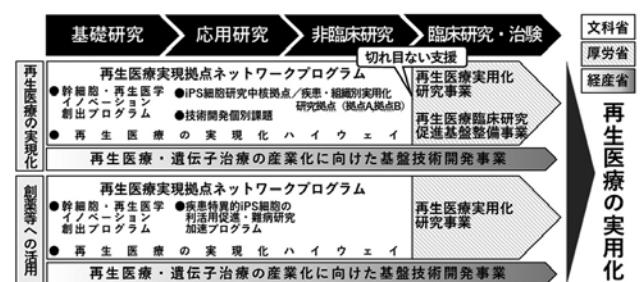 基礎研究
応用研究
非臨床研究
臨床研究・治験
切れ目ない支援
文科省
厚労省
経産省
再生医療の実用化
再生医療の実現化
再生医療実現拠点ネットワークプログラム
●幹細胞・再生医学
イノベーション
創出プログラム
●iPS細胞研究中核拠点／疾患・組織別実用化
研究拠点（拠点A,拠点B）
●技術開発個別課題
●再生医療の実現化ハイウェイ
再生医療実用化
研究事業
再生医療臨床研究
促進基盤整備事業
再生医療・遺伝子治療の産業化に向けた基盤技術開発事業
創薬等への活用
再生医療実現拠点ネットワークプログラム
●幹細胞・再生医学
イノベーション
創出プログラム
●疾患特異的iPS細胞の
利活用促進・難病研究
加速プログラム
●再生医療の実現化ハイウェイ
再生医療実用化
研究事業
再生医療・遺伝子治療の産業化に向けた基盤技術開発事業